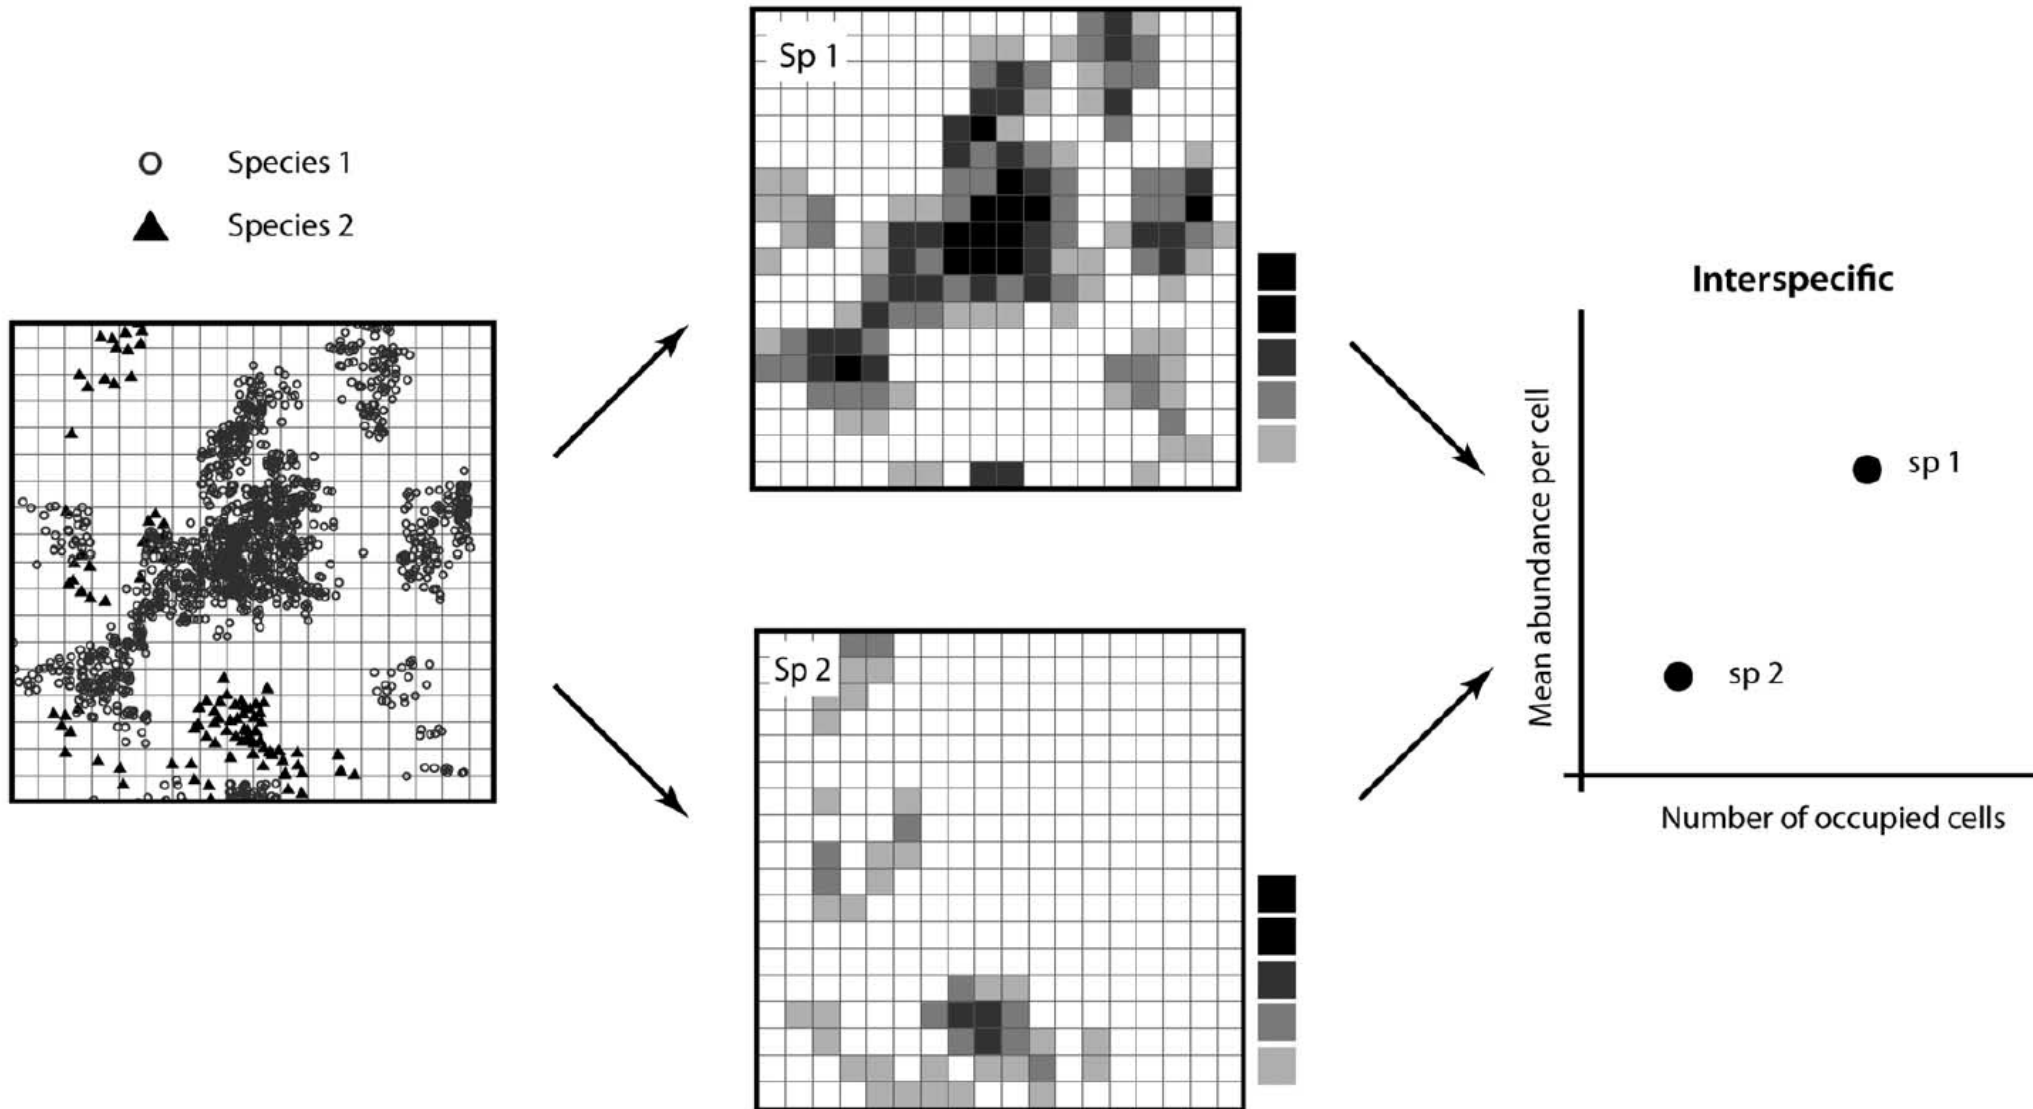 Species 1
Species 2
Sp 1
Sp 2
Interspecific
Mean abundance per cell
sp 1
sp 2
Number of occupied cells